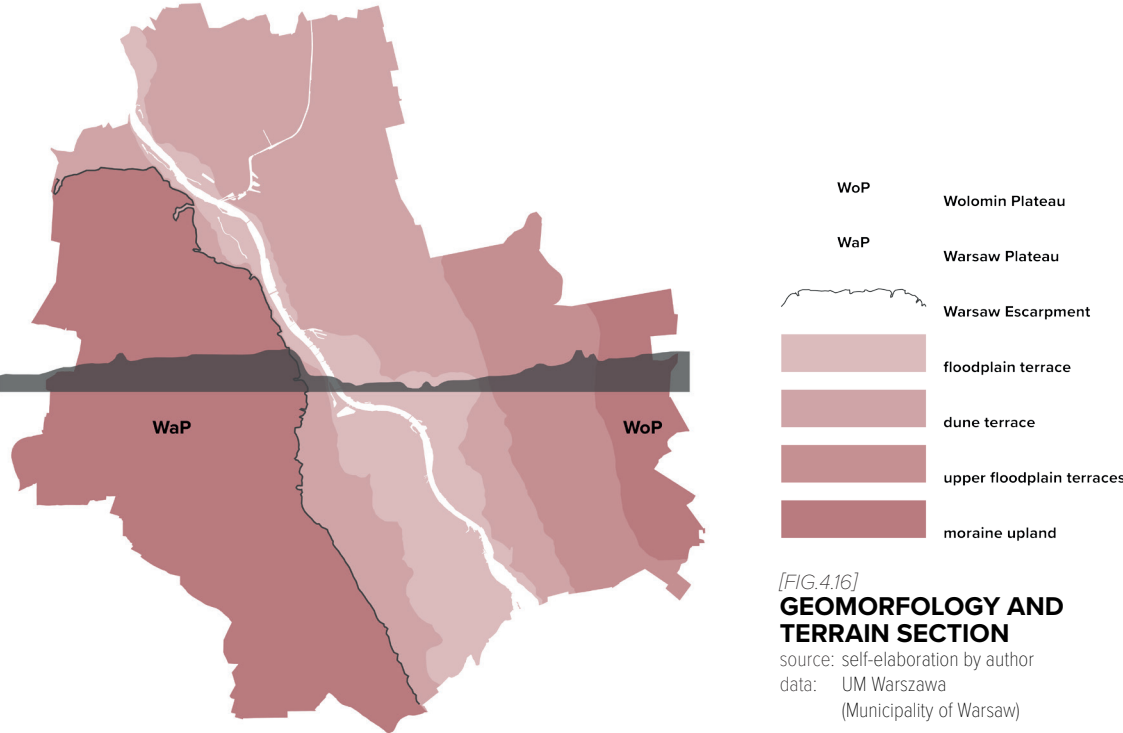 WaP
WoP
WoP
Wolomin Plateau
WaP
Warsaw Plateau
Warsaw Escarpment
floodplain terrace
dune terrace
upper floodplain terraces
moraine upland
[FIG.4.16]
GEOMORFOLOGY AND
TERRAIN SECTION
source: self-elaboration by author
data: UM Warszawa
(Municipality of Warsaw)